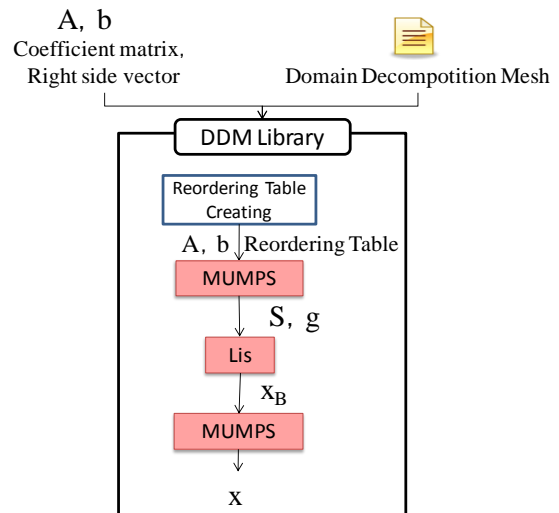 A, b
Coefficient matrix,
Right side vector
Domain Decompotition Mesh
DDM Library
Reordering Table
Creating
A, b Reordering Table
MUMPS
S, g
Lis
x_B
MUMPS
x